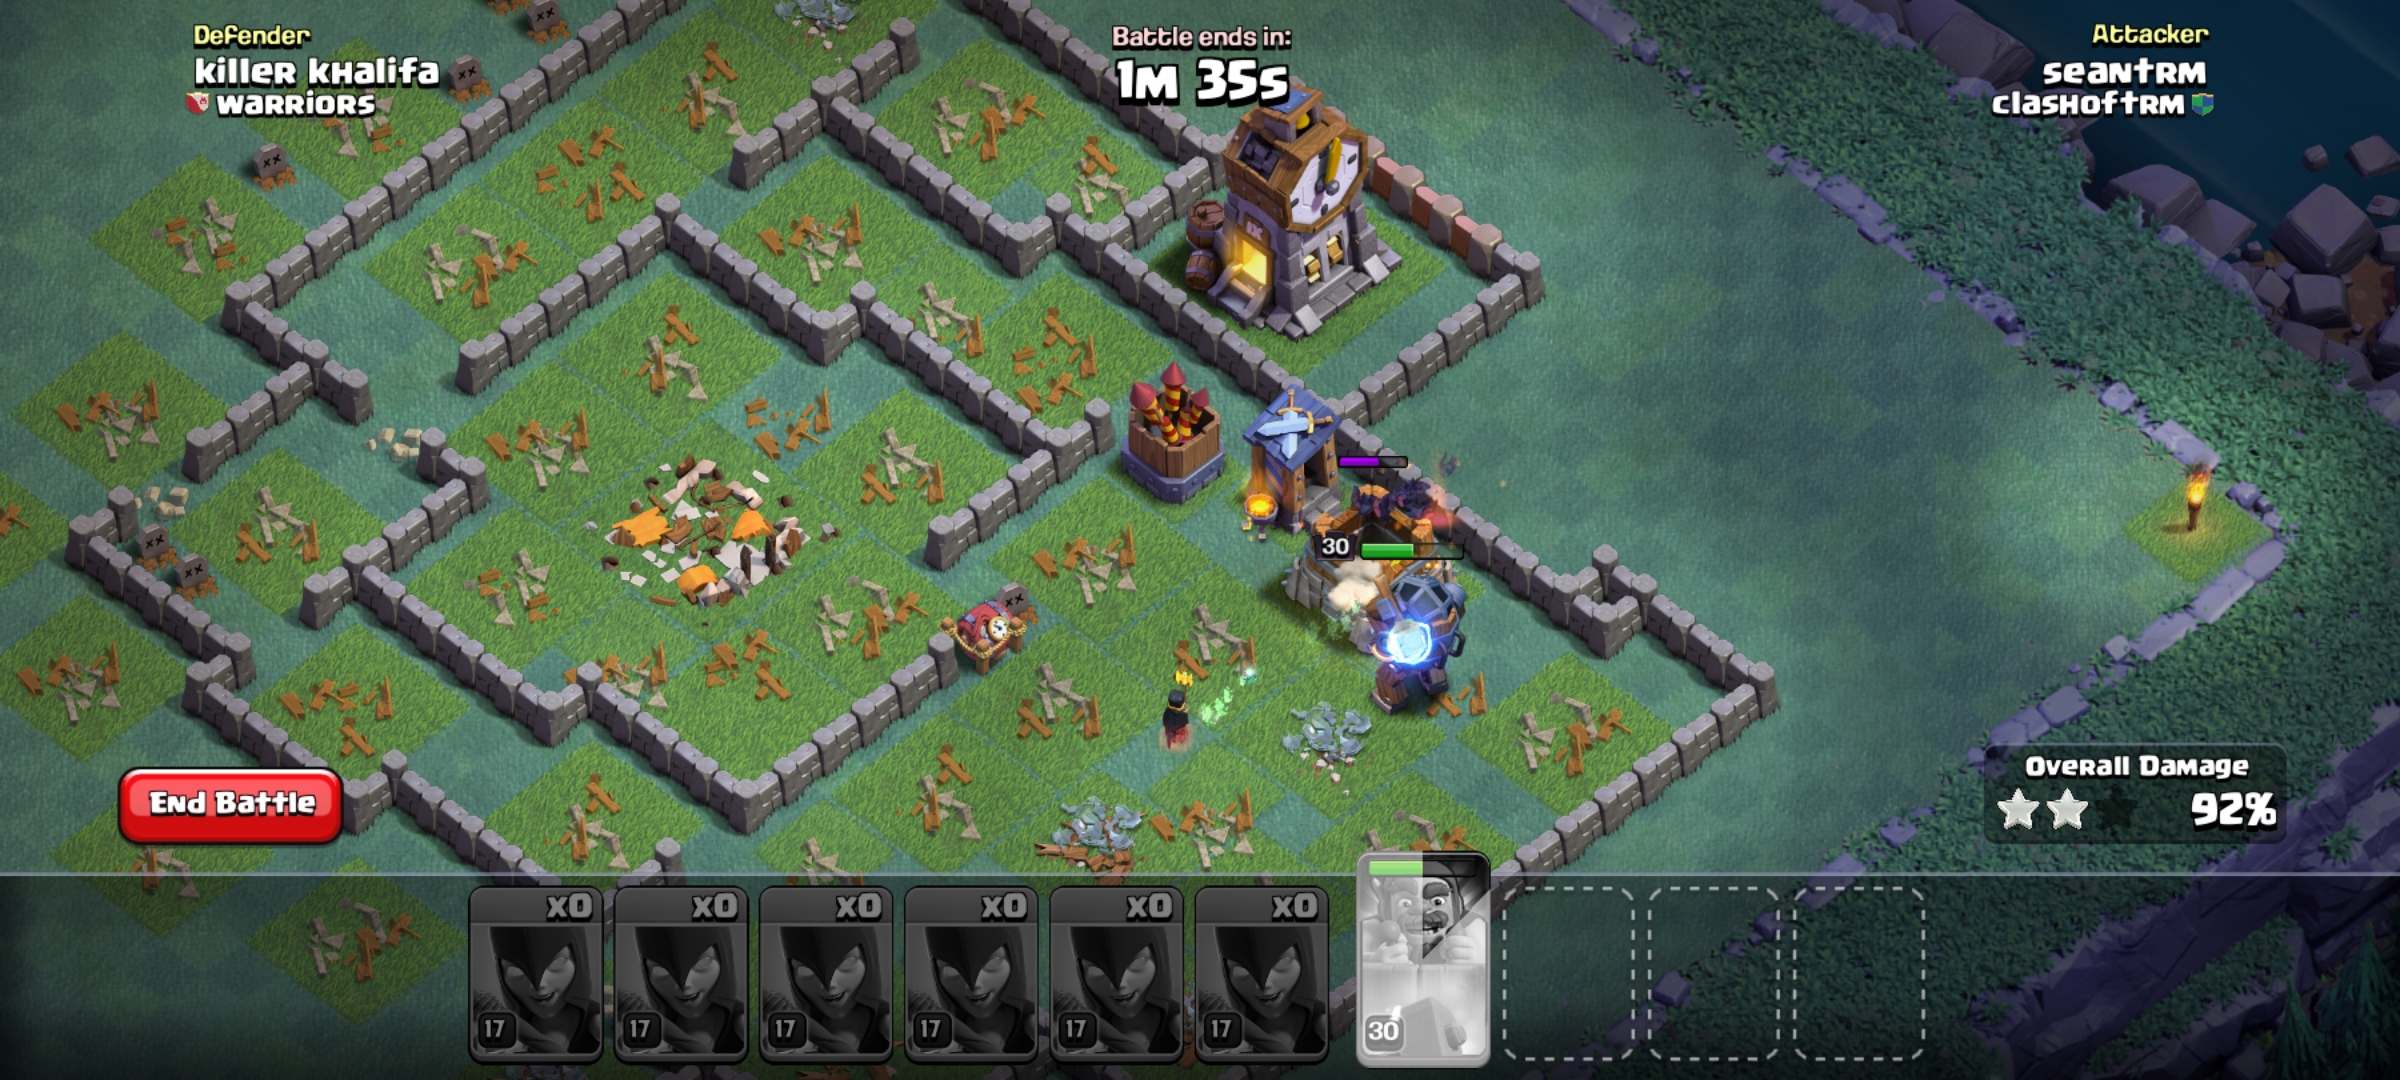 Defender
killer khalifa
warriors
Battle ends in:
1m 35s
Attacker
seantrm
clashoftrm
IX
30
End Battle
Overall Damage
92%
x0
x0
x0
x0
x0
x0
17
17
17
17
17
17
30